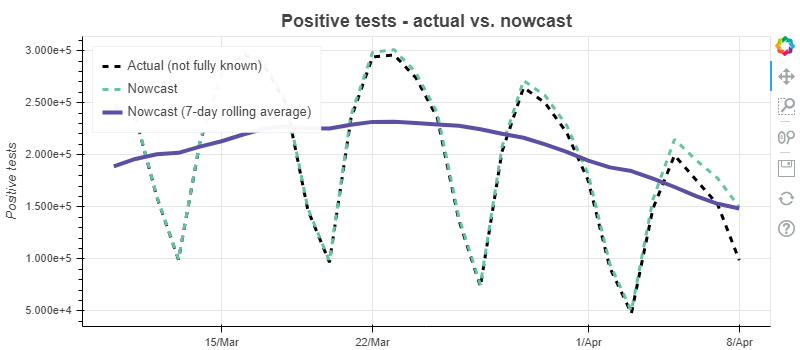 Positive tests - actual vs. nowcast
3.000e+5
2.500e+5
2.000e+5
1.500e+5
1.000e+5
5.000e+4
Positive tests
Actual (not fully known)
Nowcast
Nowcast (7-day rolling average)
15/Mar
22/Mar
1/Apr
8/Apr